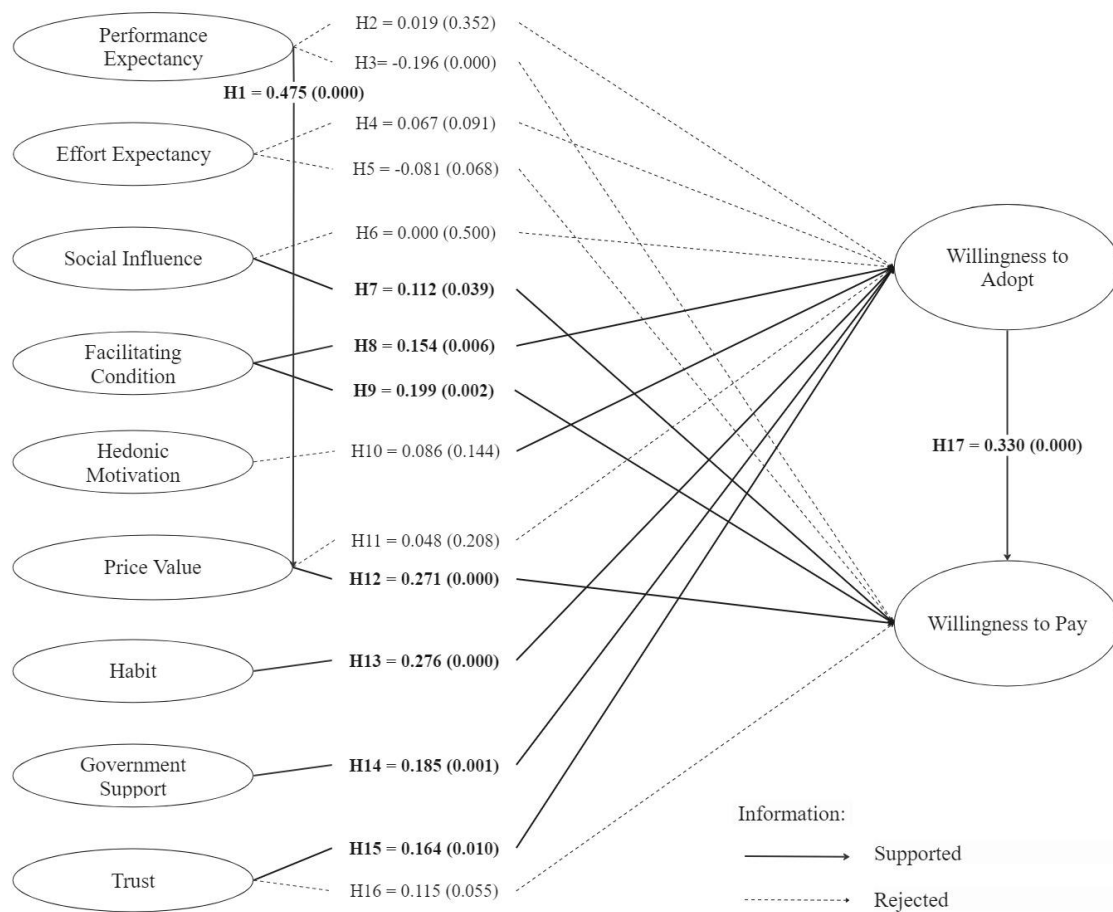 Performance
Expectancy
H2 = 0.019 (0.352)
H3= -0.196 (0.000)
H1 = 0.475 (0.000)
Effort Expectancy
H4 = 0.067 (0.091)
H5 = -0.081 (0.068)
Social Influence
H6 = 0.000 (0.500)
H7 = 0.112 (0.039)
Willingness to
Adopt
Facilitating
Condition
H8 = 0.154 (0.006)
H9 = 0.199 (0.002)
Hedonic
Motivation
H10 = 0.086 (0.144)
H17 = 0.330 (0.000)
Price Value
H11 = 0.048 (0.208)
H12 = 0.271 (0.000)
Willingness to Pay
Habit
H13 = 0.276 (0.000)
Government
Support
H14 = 0.185 (0.001)
Trust
H15 = 0.164 (0.010)
H16 = 0.115 (0.055)
Information:
Supported
Rejected